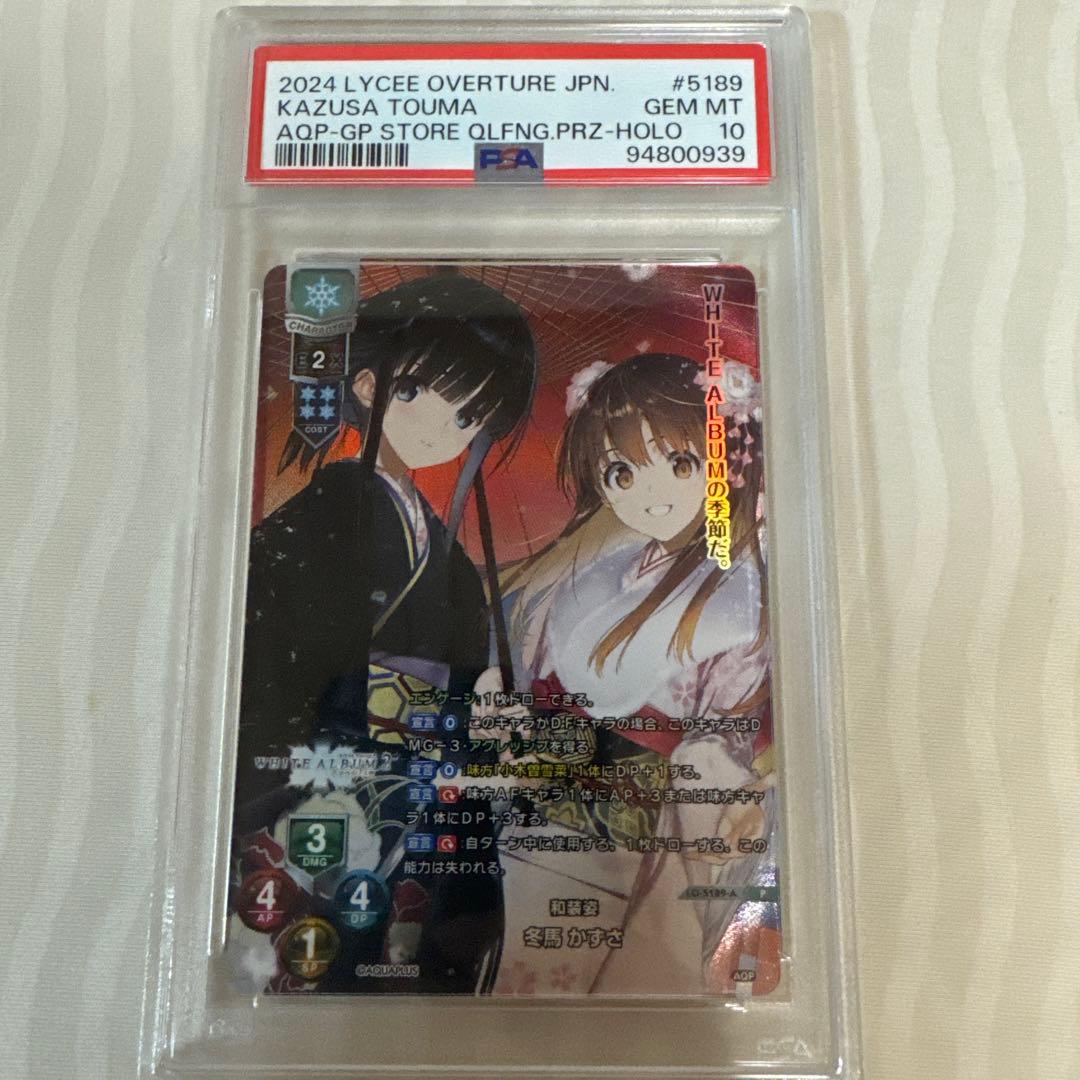 2024 LYCEE OVERTURE JPN. #5189
KAZUSA TOUMA GEM MT
AQP-GP STORE QLFNG.PRZ-HOLO 10
PSA 94800939
CHARACTER
EX 2
COST
WHITE ALBUMの季節だ。
エンゲージ:1枚ドローできる。
宣言 0:このキャラがDFキャラの場合、このキャラはD
MG-3・アグレッシブを得る。
宣言 0:味方「小木曽雪菜」1体にDP+1する。
宣言:味方AFキャラ1体にAP+3または味方キャ
ラ1体にDP+3する。
宣言:自ターン中に使用する。1枚ドローする。この
能力は失われる。
WHITE ALBUM 2
3
DMG
4
AP
4
DP
1
SP
LO-5189-A P
和装姿
冬馬 かずさ
©AQUAPLUS
AQP